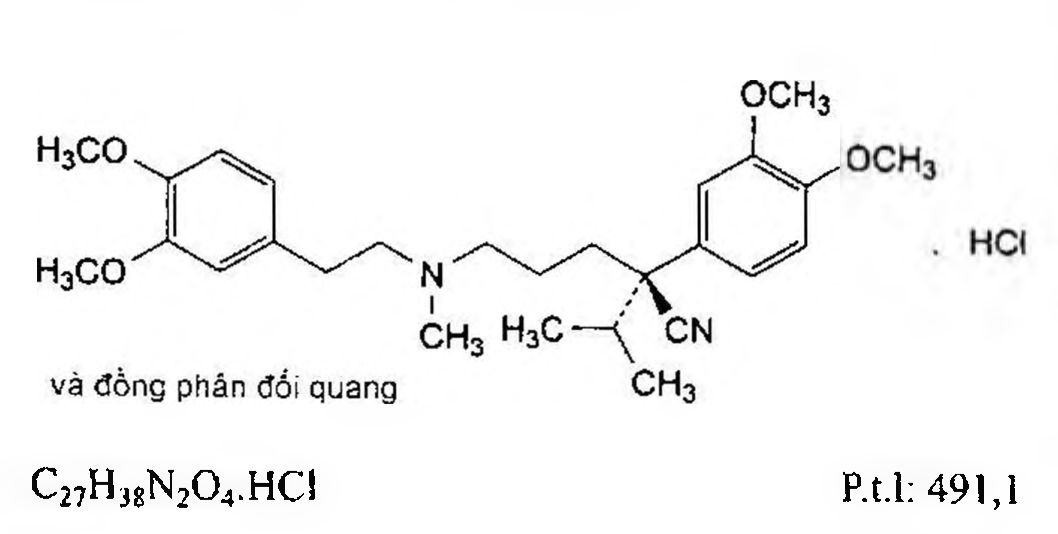 OCH₃
H₃CO
OCH₃
H₃CO
N
. HCl
CH₃ H₃C
CN
CH₃
và đồng phân đối quang
C₂₇H₃₈N₂O₄.HCl
P.t.l: 491,1